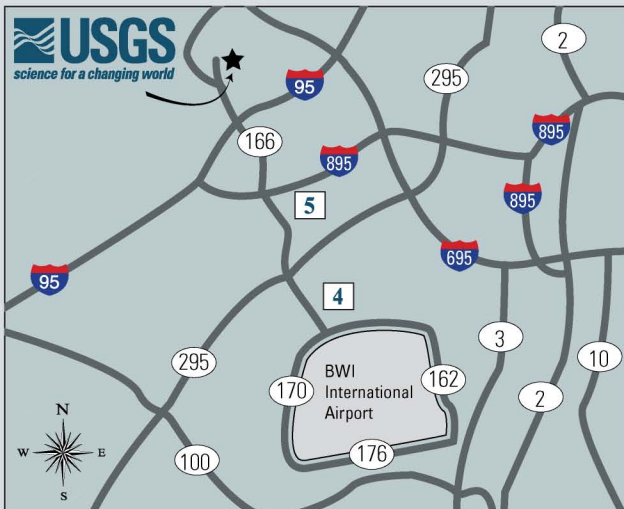 USGS
science for a changing world
2
295
95
895
166
895
895
5
695
95
4
3
295
10
BWI
International
Airport
170
162
2
N
W
E
S
100
176